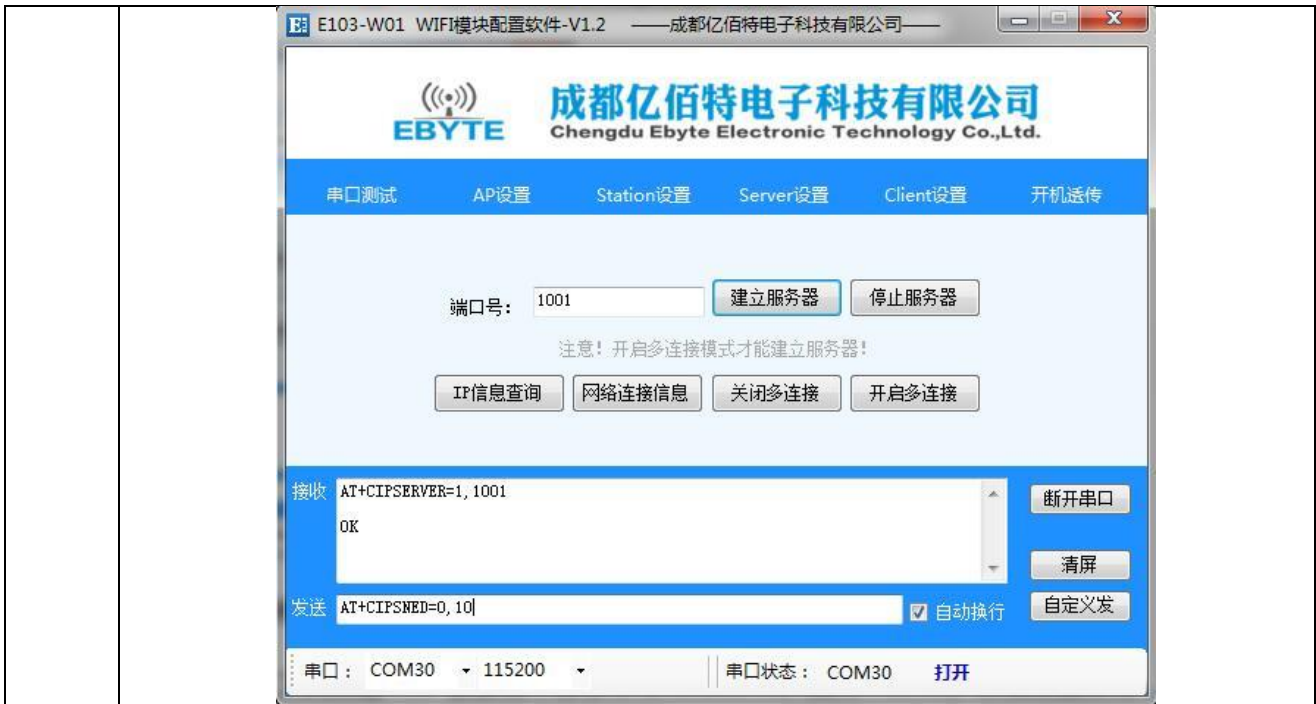 E103-W01 WIFI模块配置软件-V1.2 ——成都亿佰特电子科技有限公司——
EBYTE
成都亿佰特电子科技有限公司
Chengdu Ebyte Electronic Technology Co.,Ltd.
串口测试 AP设置 Station设置 Server设置 Client设置 开机透传
端口号： 1001 建立服务器 停止服务器
注意！开启多连接模式才能建立服务器！
IP信息查询 网络连接信息 关闭多连接 开启多连接
接收 AT+CIPSERVER=1,1001 断开串口
OK
清屏
发送 AT+CIPSNED=0,10 自动换行 自定义发
串口： COM30 115200 串口状态： COM30 打开